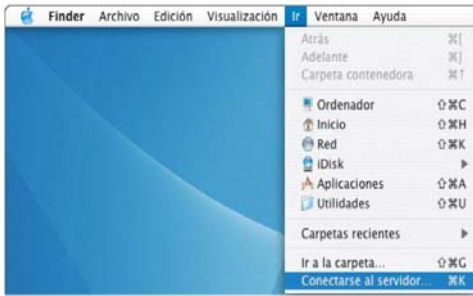 Finder Archivo Edición Visualización Ir Ventana Ayuda
Atrás ⌘[
Adelante ⌘]
Carpeta contenedora ⌘↑
Ordenador ⇧⌘C
Inicio ⇧⌘H
Red ⇧⌘K
iDisk
Aplicaciones ⇧⌘A
Utilidades ⇧⌘U
Carpetas recientes
Ir a la carpeta... ⇧⌘G
Conectarse al servidor... ⌘K